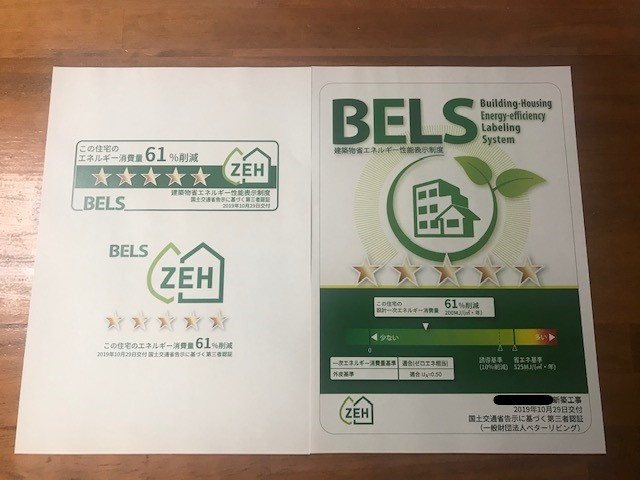 この住宅の
エネルギー消費量 61 %削減
ZEH
建築物省エネルギー性能表示制度
国土交通省告示に基づく第三者認証
2019年10月29日交付
BELS
BELS
ZEH
この住宅のエネルギー消費量 61 %削減
2019年10月29日交付 国土交通省告示に基づく第三者認証
BELS
Building-Housing
Energy-efficiency
Labeling
System
建築物省エネルギー性能表示制度
この住宅の
設計一次エネルギー消費量
61 %削減
200MJ/(㎡・年)
少ない
多い
0
誘導基準
(10%削減)
省エネ基準
525MJ/(㎡・年)
一次エネルギー消費量基準 適合(ゼロエネ相当)
外皮基準 適合 UA=0.50
ZEH
新築工事
2019年10月29日交付
国土交通省告示に基づく第三者認証
(一般財団法人ベターリビング)